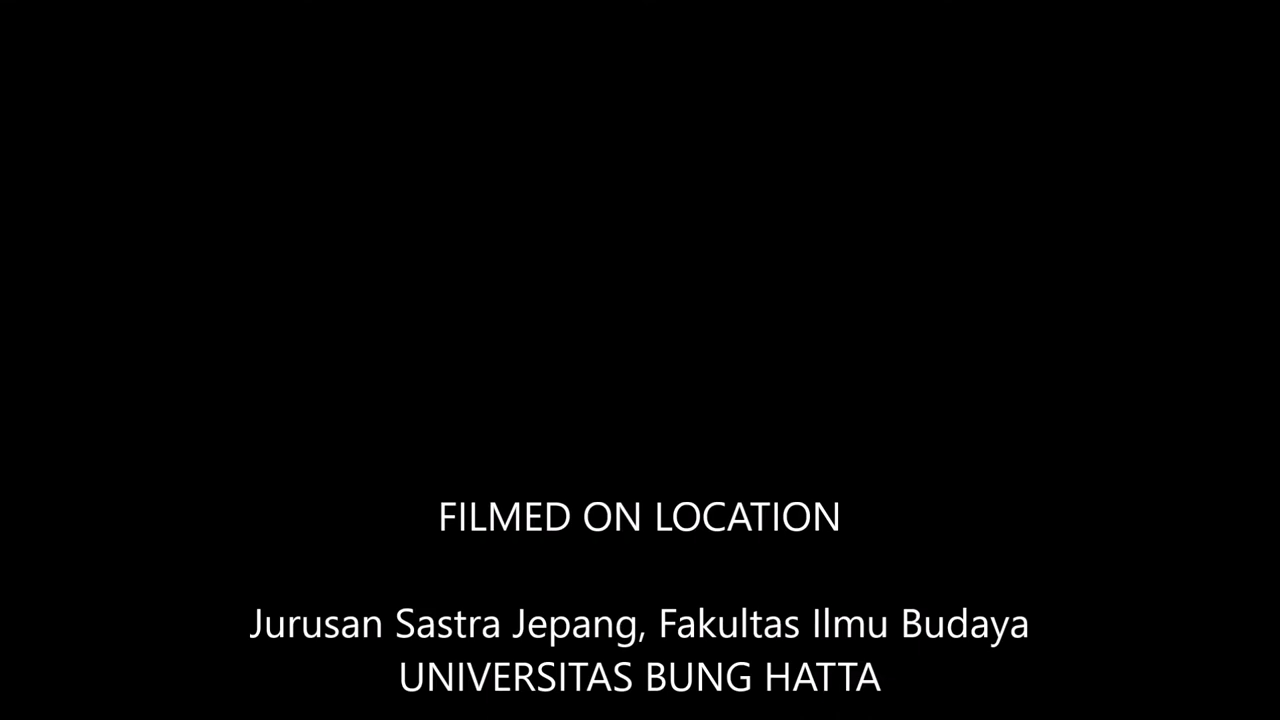 FILMED ON LOCATION
Jurusan Sastra Jepang, Fakultas Ilmu Budaya
UNIVERSITAS BUNG HATTA